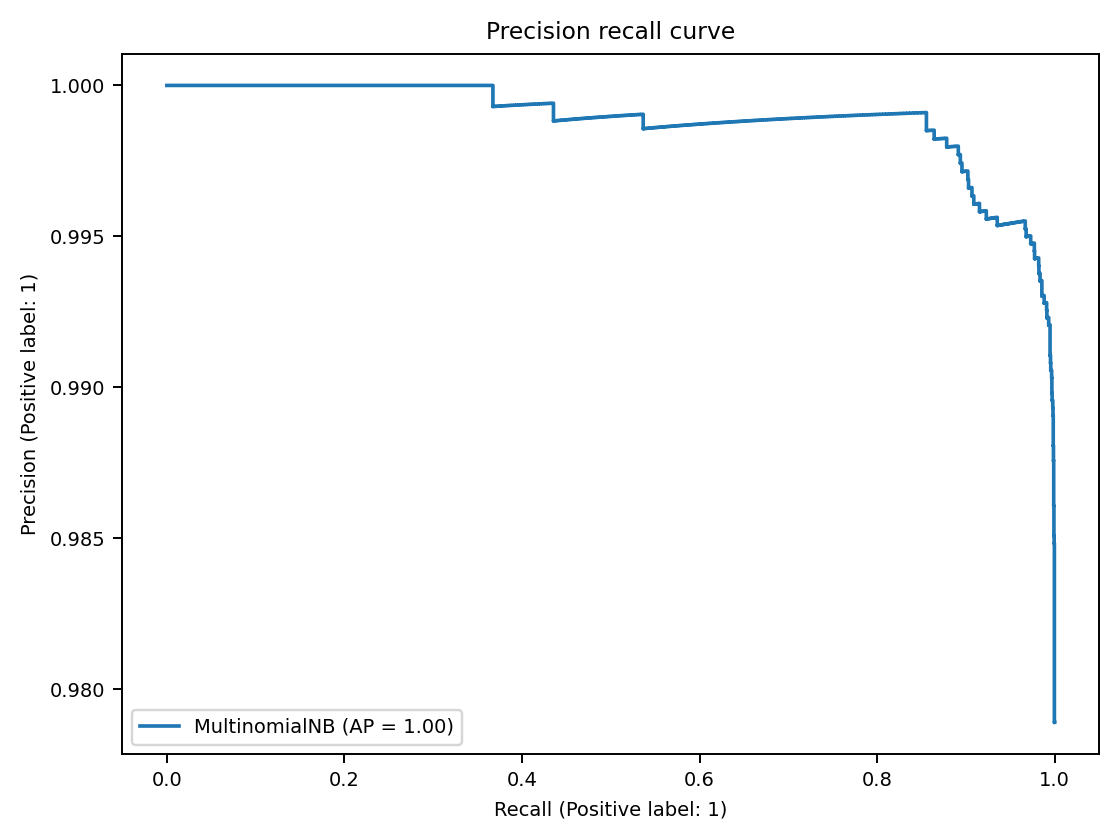 Precision recall curve
1.000
0.995
0.990
0.985
0.980
Precision (Positive label: 1)
MultinomialNB (AP = 1.00)
0.0 0.2 0.4 0.6 0.8 1.0
Recall (Positive label: 1)